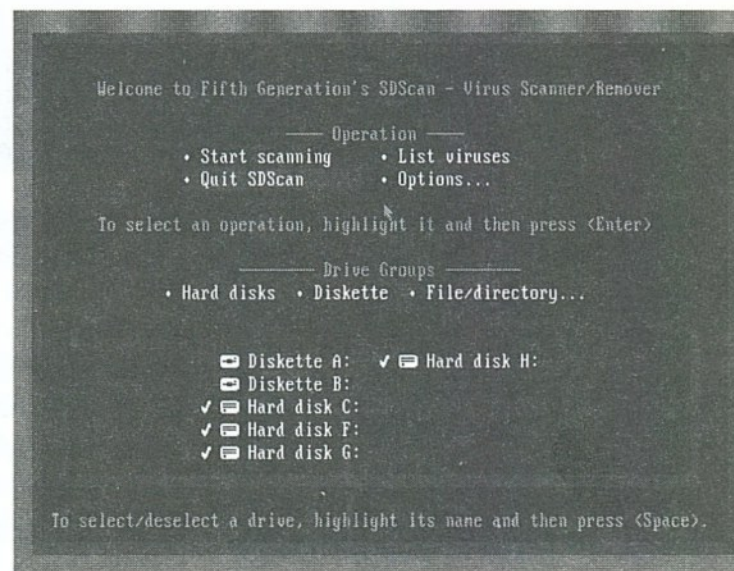 Welcome to Fifth Generation's SDScan - Virus Scanner/Remover
Operation
• Start scanning • List viruses
• Quit SDScan • Options...
To select an operation, highlight it and then press <Enter>
Drive Groups
• Hard disks • Diskette • File/directory...
Diskette A: ✓ Hard disk H:
Diskette B:
✓ Hard disk C:
✓ Hard disk F:
✓ Hard disk G:
To select/deselect a drive, highlight its name and then press <Space>.